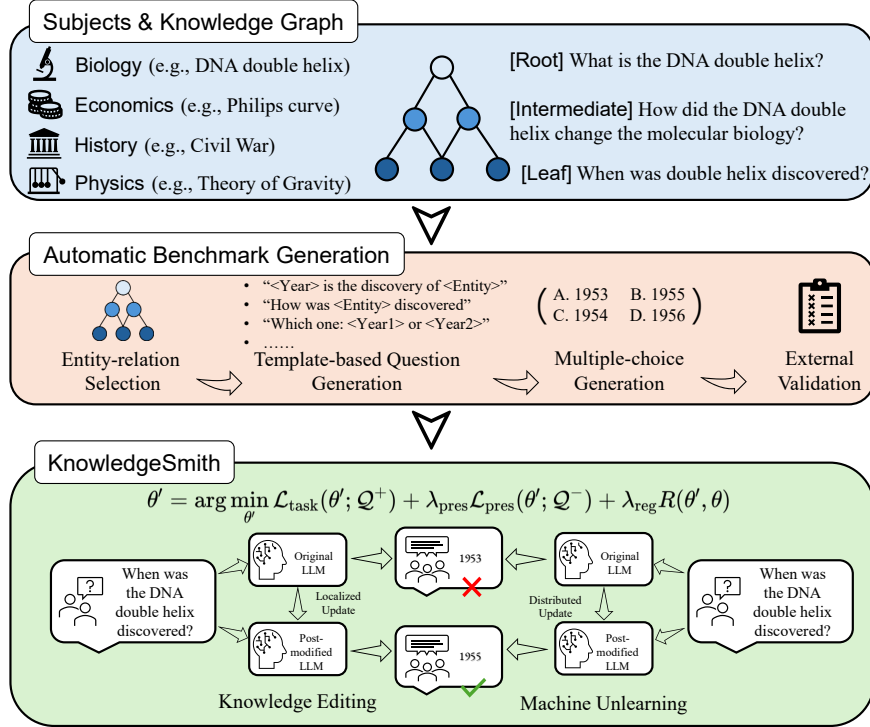 Subjects & Knowledge Graph
Biology (e.g., DNA double helix)
Economics (e.g., Philips curve)
History (e.g., Civil War)
Physics (e.g., Theory of Gravity)
[Root] What is the DNA double helix?
[Intermediate] How did the DNA double
helix change the molecular biology?
[Leaf] When was double helix discovered?
Automatic Benchmark Generation
• “<Year> is the discovery of <Entity>”
• “How was <Entity> discovered”
• “Which one: <Year1> or <Year2>”
• ……
A. 1953 B. 1955
C. 1954 D. 1956
Entity-relation
Selection
Template-based Question
Generation
Multiple-choice
Generation
External
Validation
KnowledgeSmith
θ′ = arg min_θ′ L_task(θ′; Q⁺) + λ_pres L_pres(θ′; Q⁻) + λ_reg R(θ′, θ)
When was
the DNA
double helix
discovered?
Original
LLM
Localized
Update
Post-
modified LLM
1953
1955
Original
LLM
Distributed
Update
Post-
modified LLM
When was
the DNA
double helix
discovered?
Knowledge Editing
Machine Unlearning